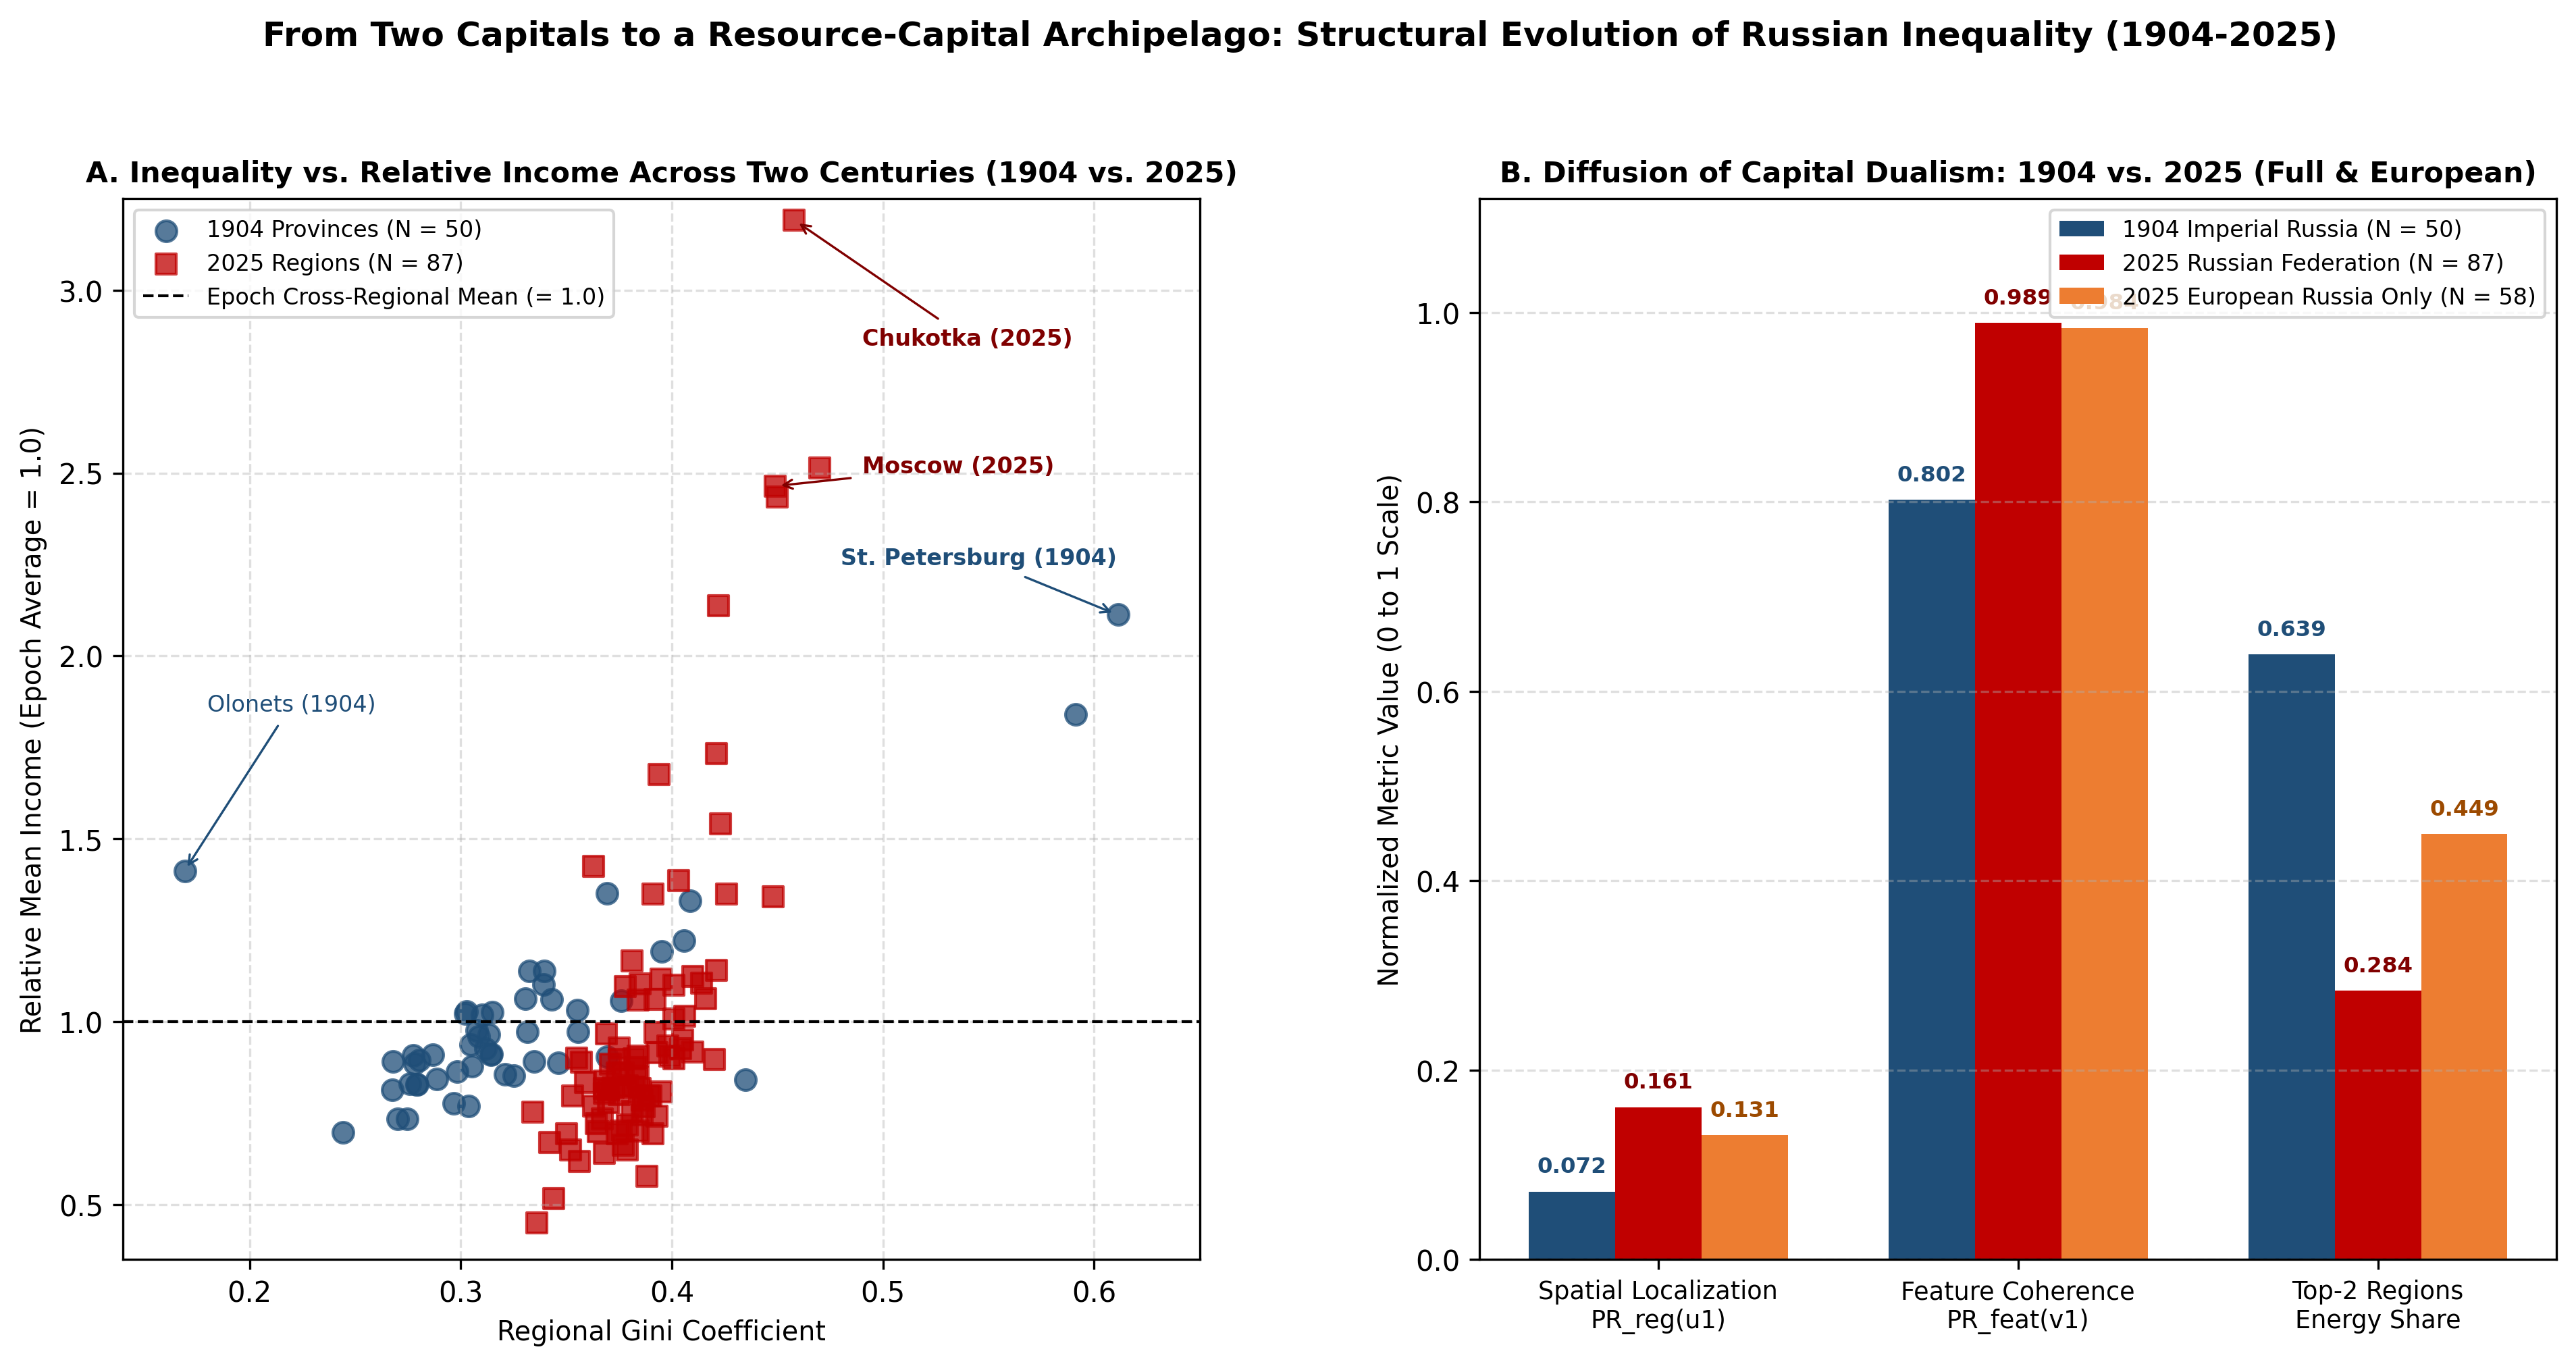 From Two Capitals to a Resource-Capital Archipelago: Structural Evolution of Russian Inequality (1904-2025)
A. Inequality vs. Relative Income Across Two Centuries (1904 vs. 2025)
1904 Provinces (N = 50)
2025 Regions (N = 87)
Epoch Cross-Regional Mean (= 1.0)
Chukotka (2025)
Moscow (2025)
St. Petersburg (1904)
Olonets (1904)
Relative Mean Income (Epoch Average = 1.0)
3.0
2.5
2.0
1.5
1.0
0.5
0.2
0.3
0.4
0.5
0.6
Regional Gini Coefficient
B. Diffusion of Capital Dualism: 1904 vs. 2025 (Full & European)
1904 Imperial Russia (N = 50)
2025 Russian Federation (N = 87)
2025 European Russia Only (N = 58)
Normalized Metric Value (0 to 1 Scale)
1.0
0.8
0.6
0.4
0.2
0.0
0.072
0.161
0.131
0.802
0.989
0.984
0.639
0.284
0.449
Spatial Localization
PR_reg(u1)
Feature Coherence
PR_feat(v1)
Top-2 Regions
Energy Share